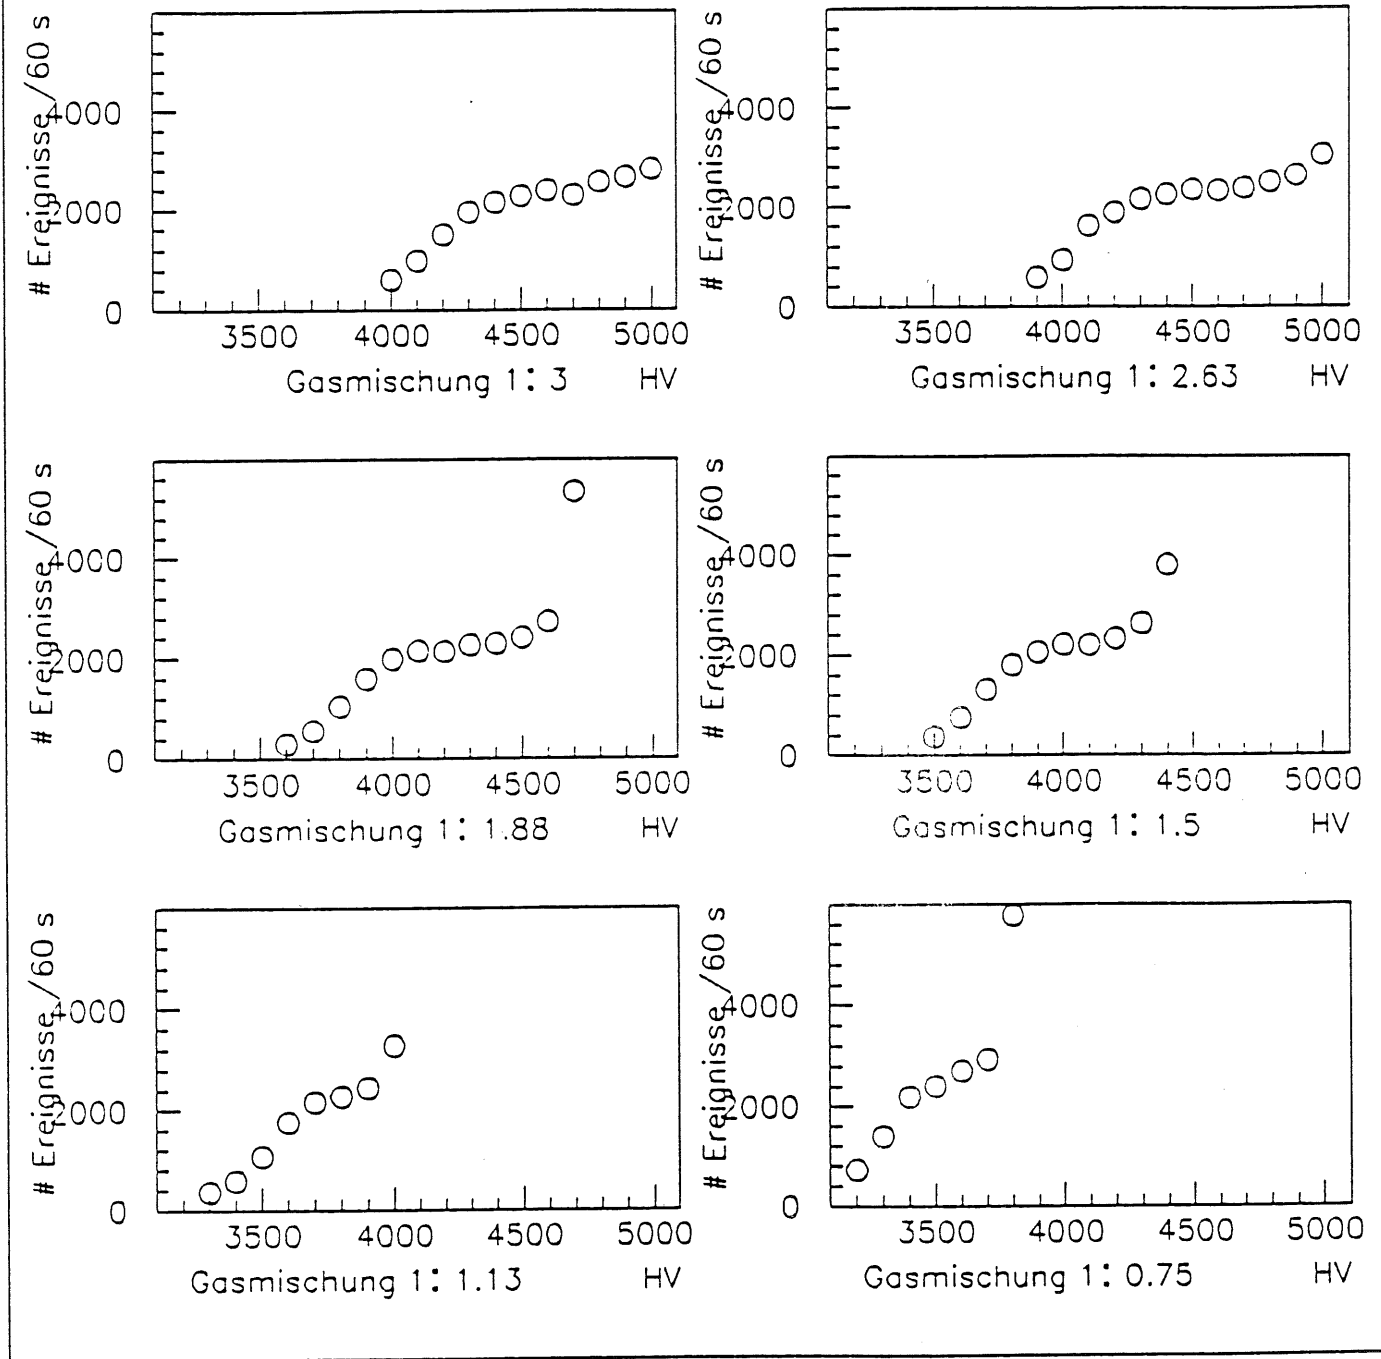 # Ereignisse /60 s
4000
2000
0
3500 4000 4500 5000
Gasmischung 1: 3 HV
# Ereignisse /60 s
4000
2000
0
3500 4000 4500 5000
Gasmischung 1: 2.63 HV
# Ereignisse /60 s
4000
2000
0
3500 4000 4500 5000
Gasmischung 1: 1.88 HV
# Ereignisse /60 s
4000
2000
0
3500 4000 4500 5000
Gasmischung 1: 1.5 HV
# Ereignisse /60 s
4000
2000
0
3500 4000 4500 5000
Gasmischung 1: 1.13 HV
# Ereignisse /60 s
4000
2000
0
3500 4000 4500 5000
Gasmischung 1: 0.75 HV